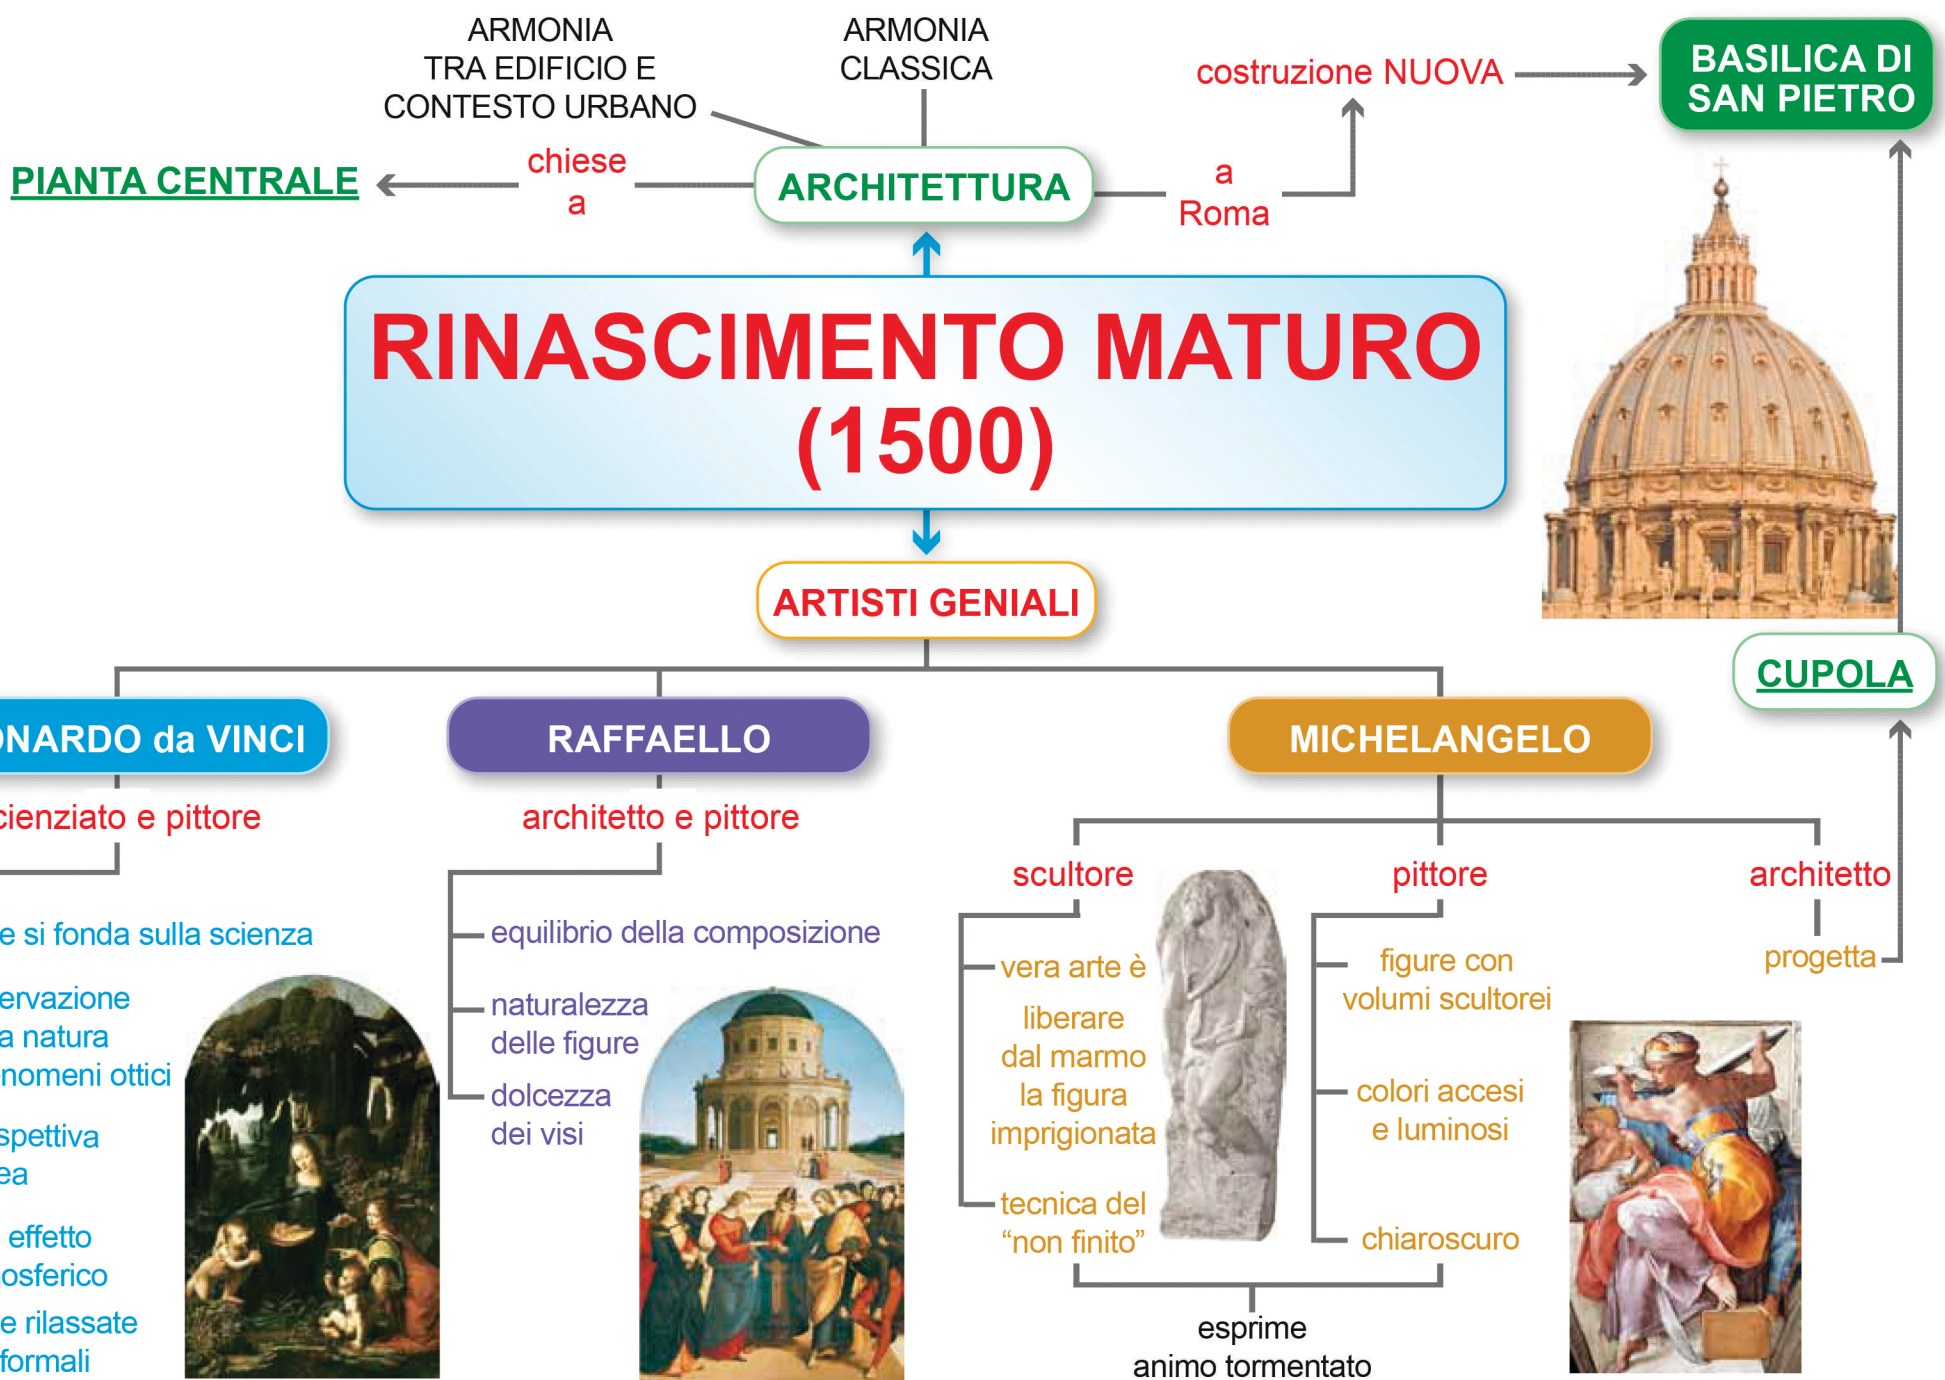 ARMONIA
TRA EDIFICIO E
CONTESTO URBANO
ARMONIA
CLASSICA
costruzione NUOVA
BASILICA DI
SAN PIETRO
PIANTA CENTRALE
chiese
a
ARCHITETTURA
a
Roma
RINASCIMENTO MATURO
(1500)
ARTISTI GENIALI
CUPOLA
ONARDO da VINCI
cienziato e pittore
e si fonda sulla scienza
ervazione
a natura
nomeni ottici
spettiva
ea
effetto
osferico
e rilassate
formali
RAFFAELLO
architetto e pittore
equilibrio della composizione
naturalezza
delle figure
dolcezza
dei visi
MICHELANGELO
scultore
vera arte è
liberare
dal marmo
la figura
imprigionata
tecnica del
“non finito”
pittore
figure con
volumi scultorei
colori accesi
e luminosi
chiaroscuro
architetto
progetta
esprime
animo tormentato